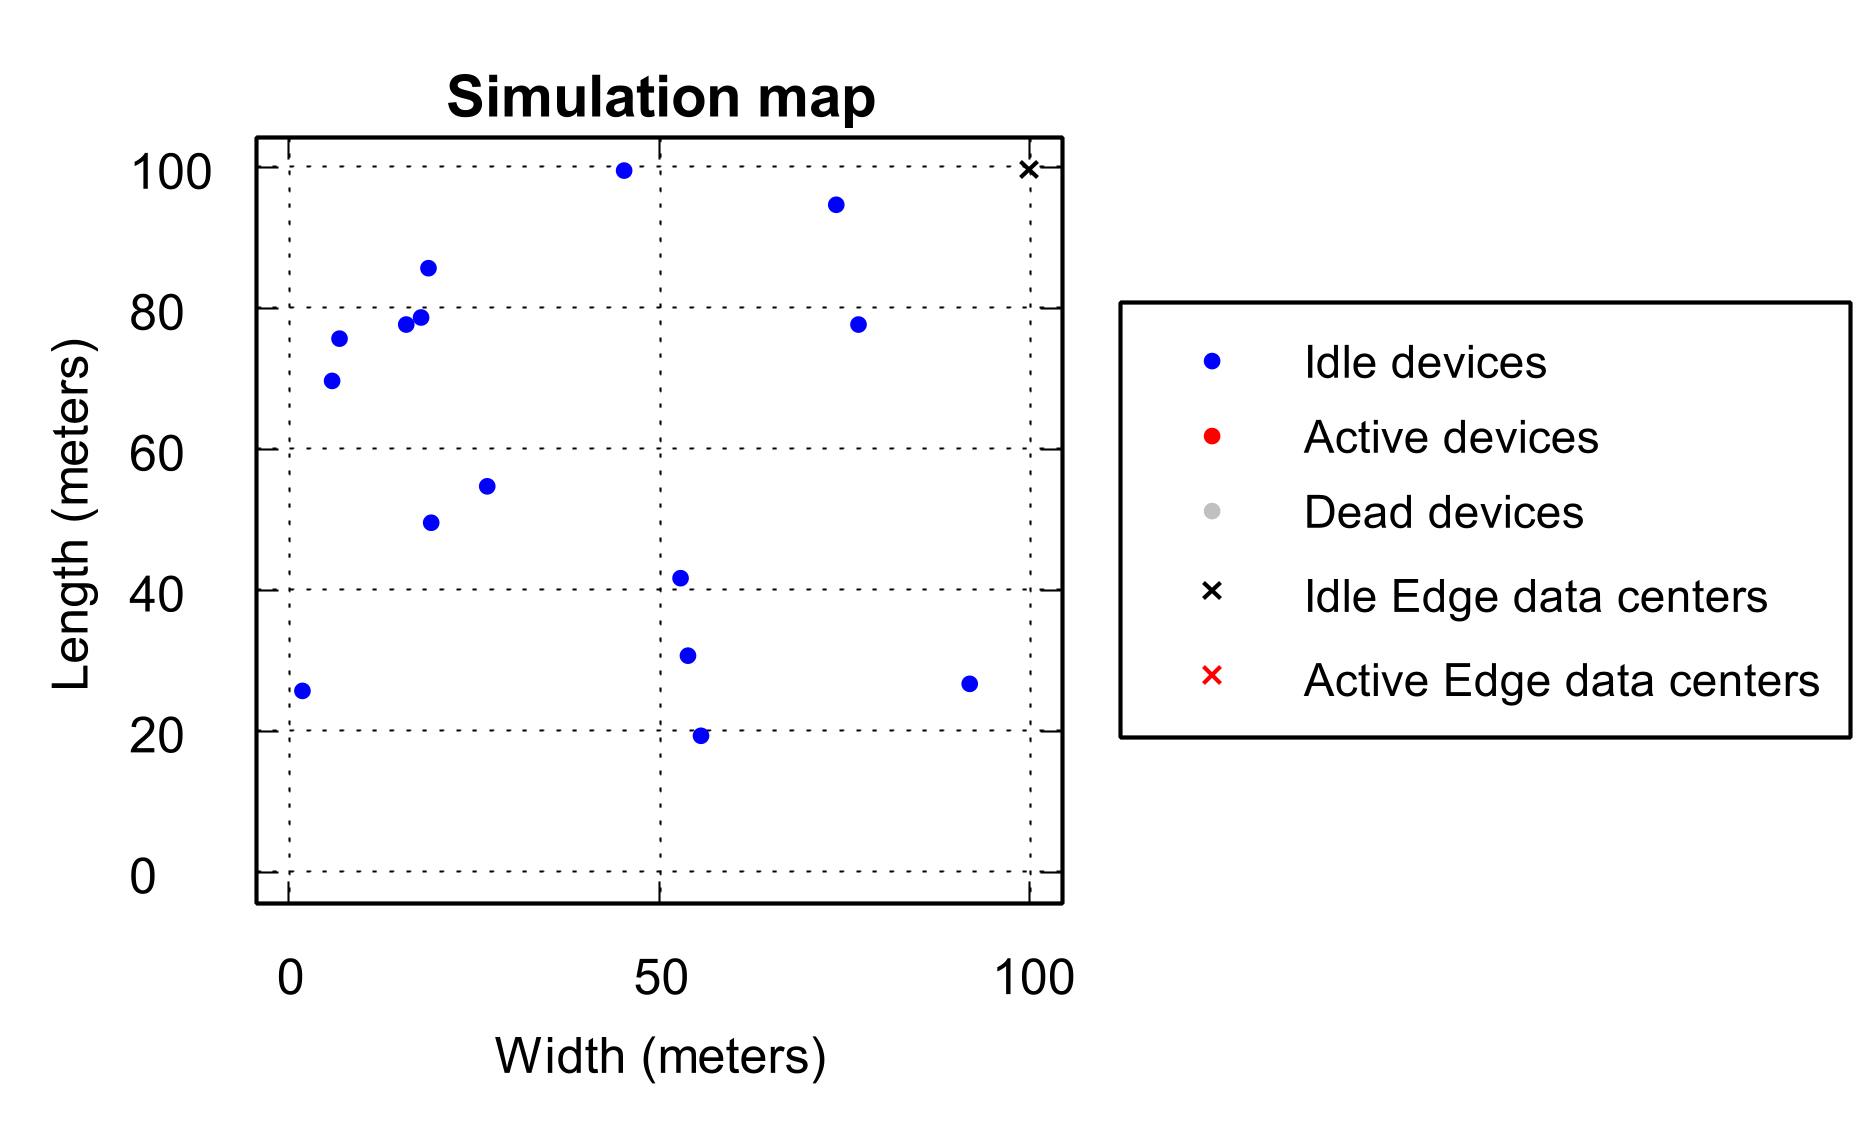 Simulation map
100
80
60
40
20
0
Length (meters)
0 50 100
Width (meters)
Idle devices
Active devices
Dead devices
Idle Edge data centers
Active Edge data centers